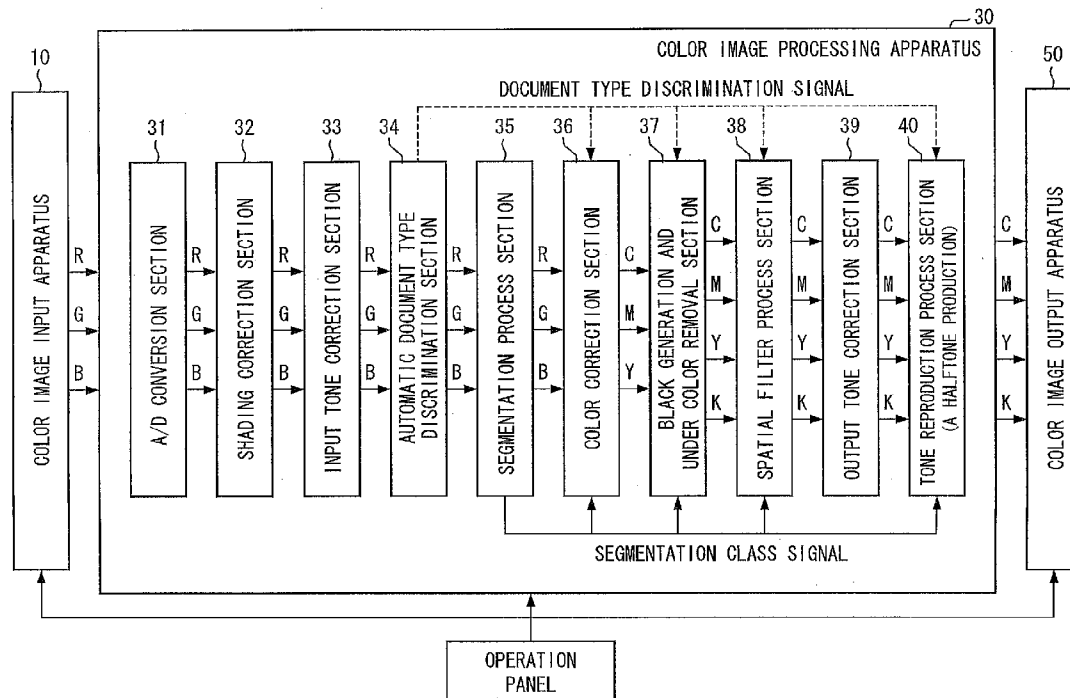 30
COLOR IMAGE PROCESSING APPARATUS
10
50
DOCUMENT TYPE DISCRIMINATION SIGNAL
31
32
33
34
35
36
37
38
39
40
COLOR IMAGE INPUT APPARATUS
R
G
B
A/D CONVERSION SECTION
R
G
B
SHADING CORRECTION SECTION
R
G
B
INPUT TONE CORRECTION SECTION
R
G
B
AUTOMATIC DOCUMENT TYPE
DISCRIMINATION SECTION
R
G
B
SEGMENTATION PROCESS SECTION
R
G
B
COLOR CORRECTION SECTION
C
M
Y
BLACK GENERATION AND
UNDER COLOR REMOVAL SECTION
C
M
Y
K
SPATIAL FILTER PROCESS SECTION
C
M
Y
K
OUTPUT TONE CORRECTION SECTION
C
M
Y
K
TONE REPRODUCTION PROCESS SECTION
(A HALFTONE PRODUCTION)
C
M
Y
K
COLOR IMAGE OUTPUT APPARATUS
SEGMENTATION CLASS SIGNAL
OPERATION
PANEL